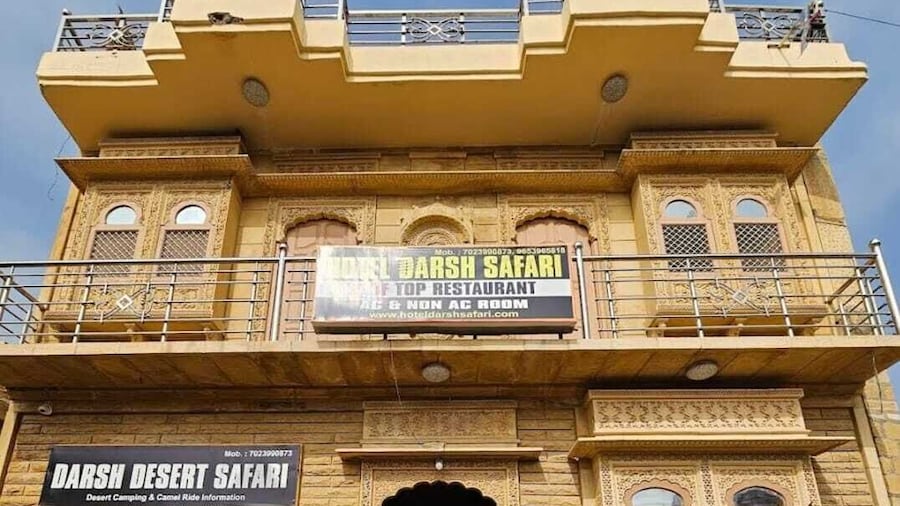 Mob. : 7023990873, 9653965818
HOTEL DARSH SAFARI
TOP RESTAURANT
AC & NON AC ROOM
www.hoteldarshsafari.com
Mob. : 7023990873
DARSH DESERT SAFARI
Desert Camping & Camel Ride Information